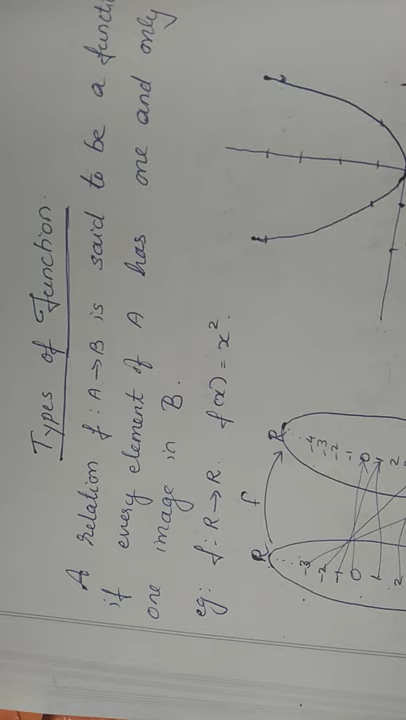 Types of Function.
A relation f : A → B is said to be a
if every element of A has one and only
one image in B.
eg: f : R → R. f(x) = x².
f
R R
-4
-3
-2
-1
0
1
2
-3
-2
-1
0
1
2